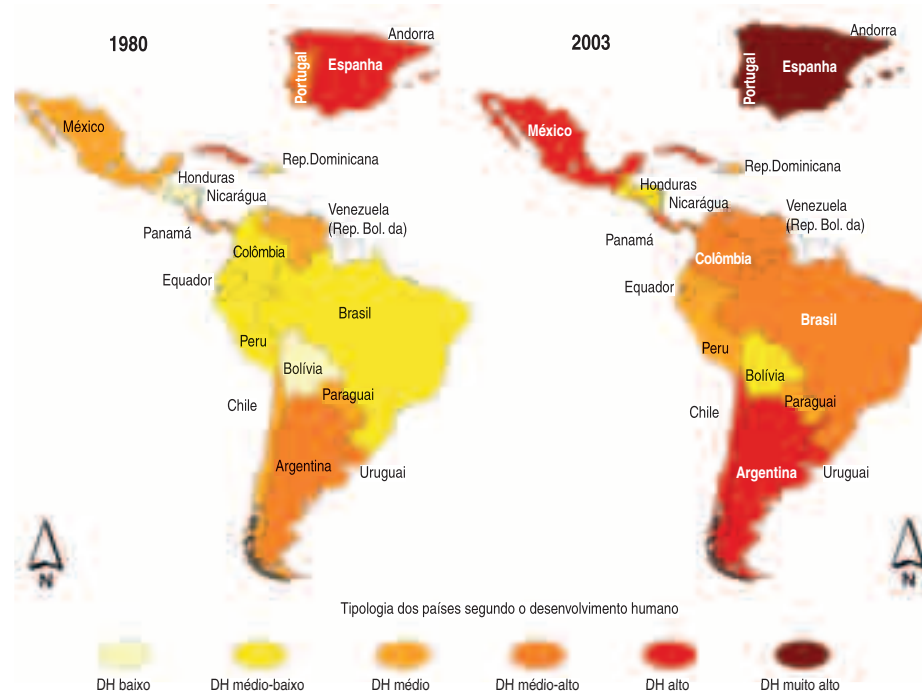 1980
Andorra
Portugal
Espanha
México
Rep.Dominicana
Honduras
Nicarágua
Venezuela
(Rep. Bol. da)
Panamá
Colômbia
Equador
Brasil
Peru
Bolívia
Paraguai
Chile
Argentina
Uruguai
N
2003
Andorra
Portugal
Espanha
México
Rep.Dominicana
Honduras
Nicarágua
Venezuela
(Rep. Bol. da)
Panamá
Colômbia
Equador
Brasil
Peru
Bolívia
Paraguai
Chile
Argentina
Uruguai
N
Tipologia dos países segundo o desenvolvimento humano
DH baixo
DH médio-baixo
DH médio
DH médio-alto
DH alto
DH muito alto